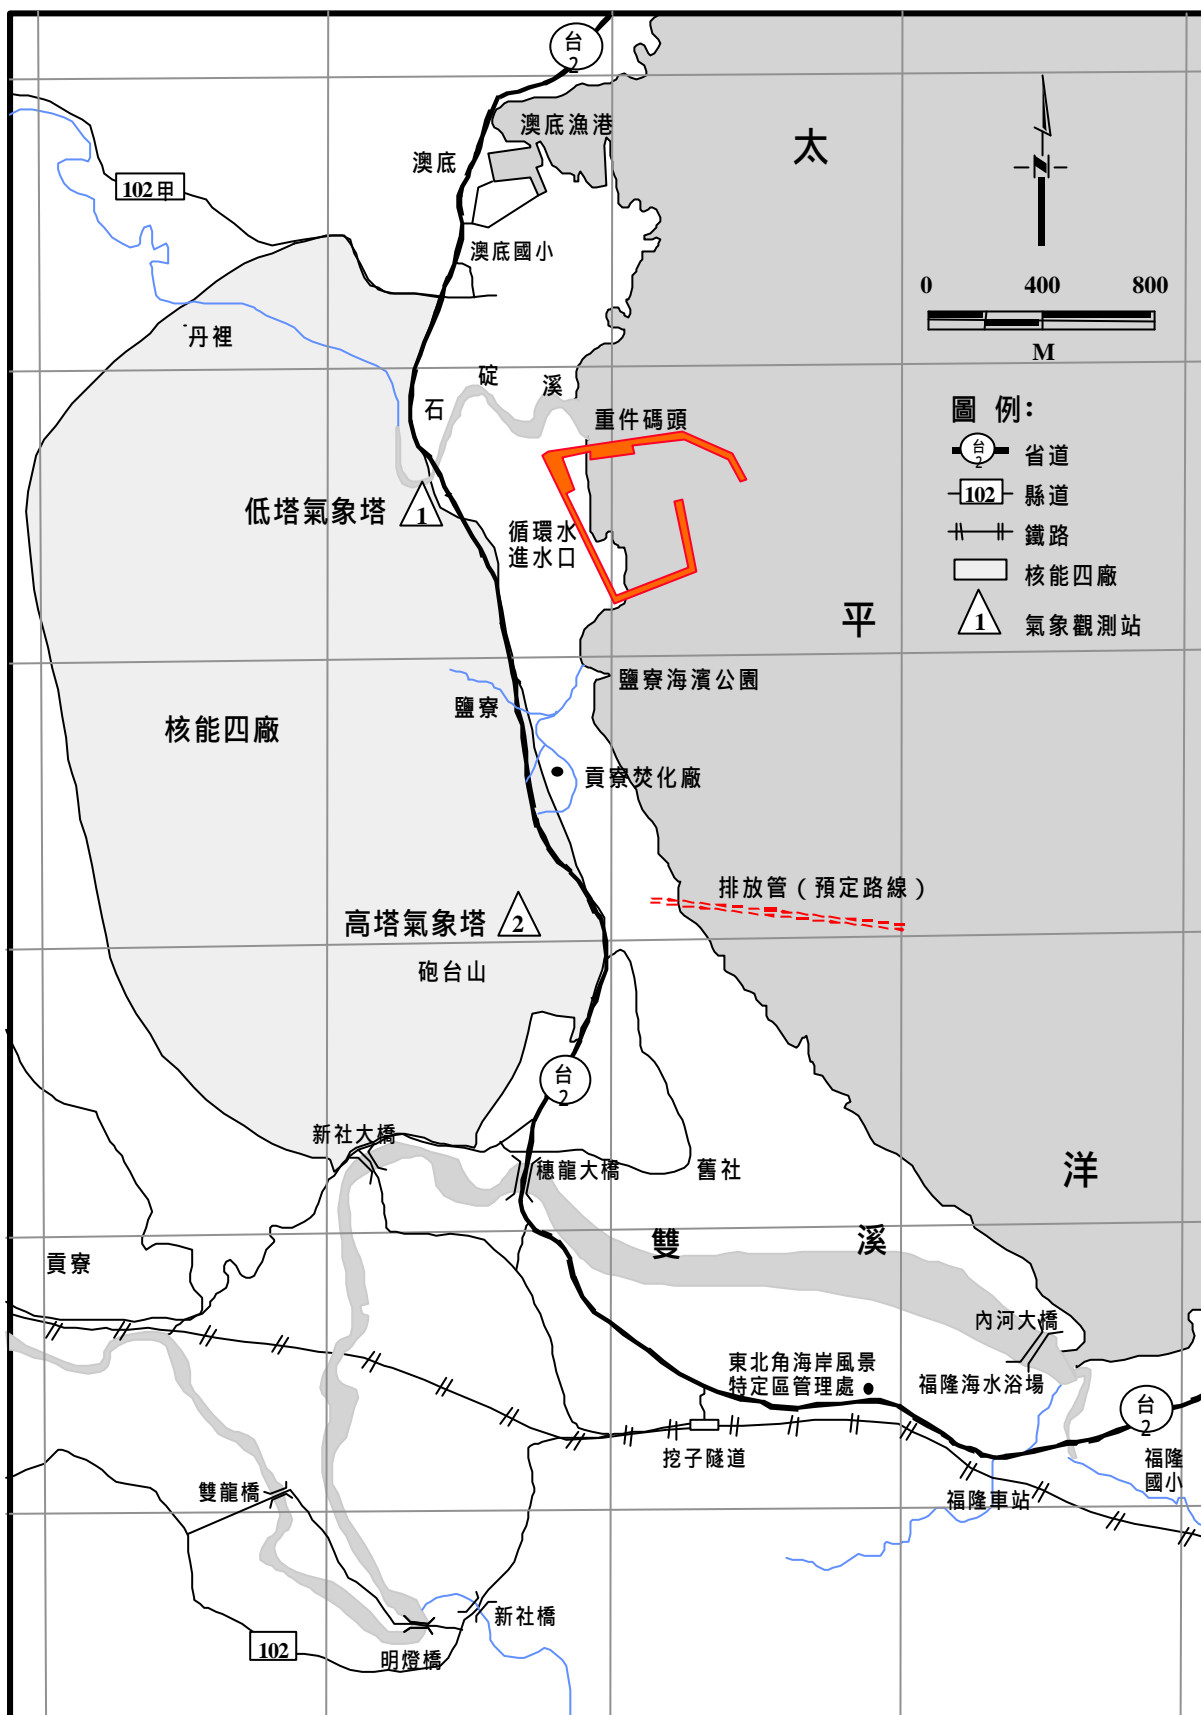 台
2
澳底漁港
太
澳底
102甲
N
澳底國小
0 400 800
M
丹裡
碇
溪
石
重件碼頭
圖 例:
台
2
省道
102
縣道
鐵路
核能四廠
1
氣象觀測站
低塔氣象塔
1
循環水
進水口
平
鹽寮海濱公園
鹽寮
核能四廠
貢寮焚化廠
排放管(預定路線)
高塔氣象塔
2
砲台山
台
2
新社大橋
穗龍大橋
舊社
洋
雙
溪
貢寮
內河大橋
東北角海岸風景
特定區管理處
福隆海水浴場
台
2
挖子隧道
福隆
國小
雙龍橋
福隆車站
新社橋
102
明燈橋